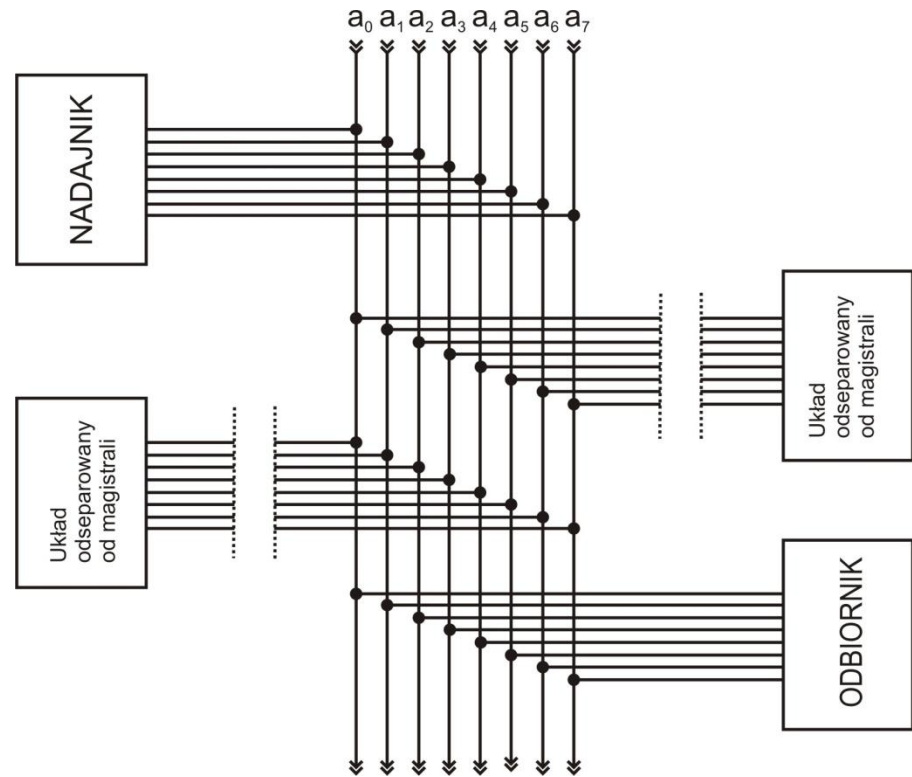 a₀ a₁ a₂ a₃ a₄ a₅ a₆ a₇
NADAJNIK
Układ
odseparowany
od magistrali
Układ
odseparowany
od magistrali
ODBIORNIK